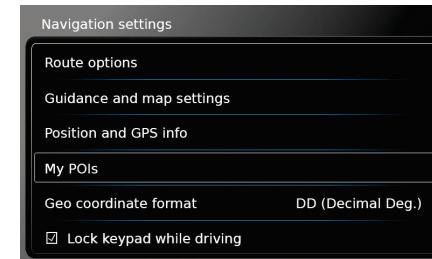 Navigation settings
Route options
Guidance and map settings
Position and GPS info
My POIs
Geo coordinate format DD (Decimal Deg.)
Lock keypad while driving